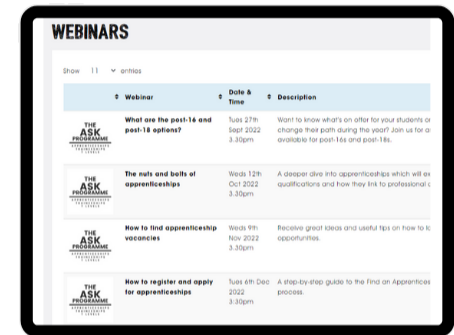 WEBINARS
Show 11 entries
Webinar Date & Time Description
THE ASK PROGRAMME
What are the post-16 and post-18 options?
Tues 27th Sept 2022 3.30pm
Want to know what's on offer for your students or
change their path during the year? Join us for a
available for post-16s and post-18s.
THE ASK PROGRAMME
The nuts and bolts of apprenticeships
Weds 12th Oct 2022 3.30pm
A deeper dive into apprenticeships which will ex
qualifications and how they link to professional
THE ASK PROGRAMME
How to find apprenticeship vacancies
Weds 9th Nov 2022 3.30pm
Receive great ideas and useful tips on how to lo
opportunities.
THE ASK PROGRAMME
How to register and apply for apprenticeships
Tues 6th Dec 2022 3:30pm
A step-by-step guide to the Find an Apprentices
process.